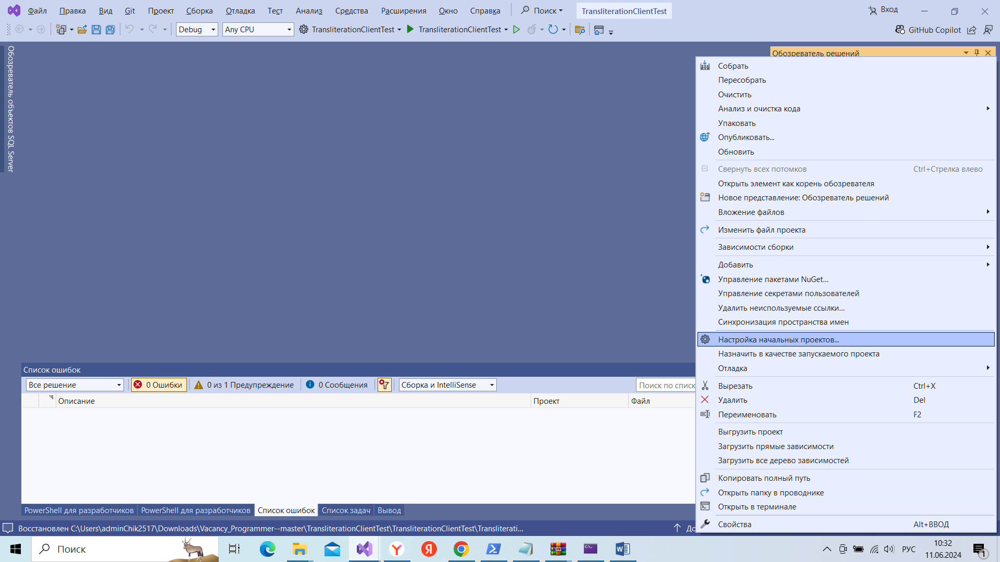 Файл Правка Вид Git Проект Сборка Отладка Тест Анализ Средства Расширения Окно Справка Поиск TransliterationClientTest Вход
Debug Any CPU TransliterationClientTest TransliterationClientTest GitHub Copilot
Обозреватель объектов SQL Server
Обозреватель решений
Собрать
Пересобрать
Очистить
Анализ и очистка кода
Упаковать
Опубликовать...
Обновить
Свернуть всех потомков Ctrl+Стрелка влево
Открыть элемент как корень обозревателя
Новое представление: Обозреватель решений
Вложение файлов
Изменить файл проекта
Зависимости сборки
Добавить
Управление пакетами NuGet...
Управление секретами пользователей
Удалить неиспользуемые ссылки...
Синхронизация пространства имен
Настройка начальных проектов...
Назначить в качестве запускаемого проекта
Отладка
Вырезать Ctrl+X
Удалить Del
Переименовать F2
Выгрузить проект
Загрузить прямые зависимости
Загрузить все дерево зависимостей
Копировать полный путь
Открыть папку в проводнике
Открыть в терминале
Свойства Alt+ВВОД
Список ошибок
Все решение 0 Ошибки 0 из 1 Предупреждение 0 Сообщения Сборка и IntelliSense Поиск по списк
Описание Проект Файл
PowerShell для разработчиков PowerShell для разработчиков Список ошибок Список задач Вывод
Восстановлен C:\Users\adminChik2517\Downloads\Vacancy_Programmer--master\TransliterationClientTest\TransliterationClientTest\Transliterati... До
Поиск РУС 10:32
11.06.2024
1